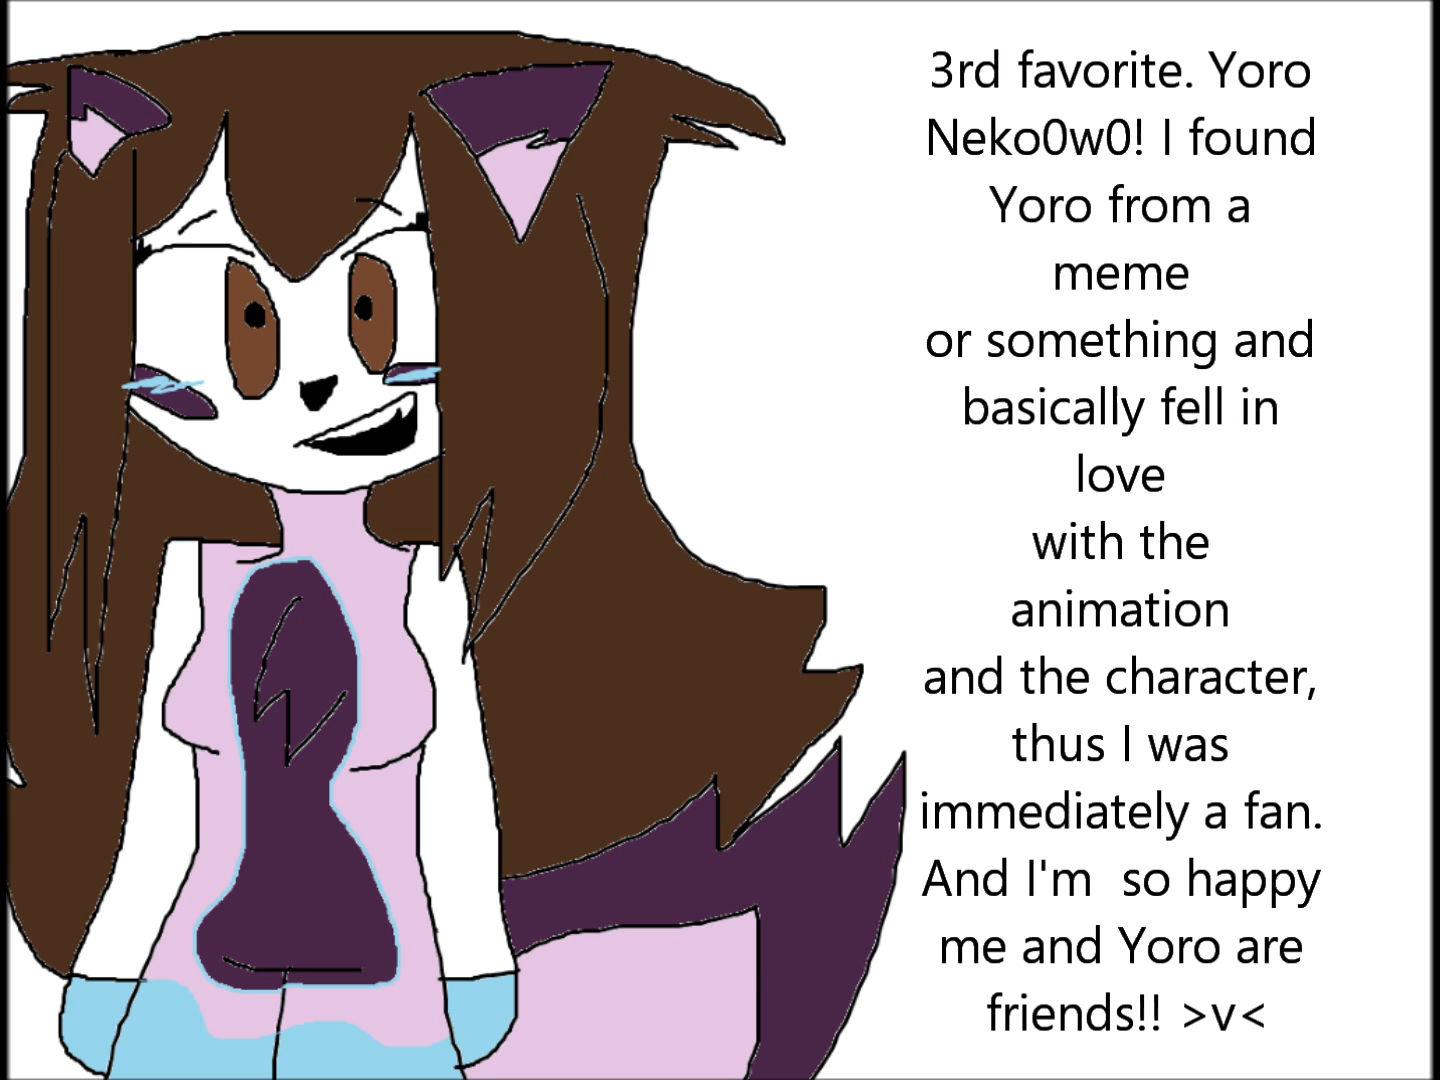 3rd favorite. Yoro
Neko0w0! I found
Yoro from a
meme
or something and
basically fell in
love
with the
animation
and the character,
thus I was
immediately a fan.
And I'm  so happy
me and Yoro are
friends!! >v<